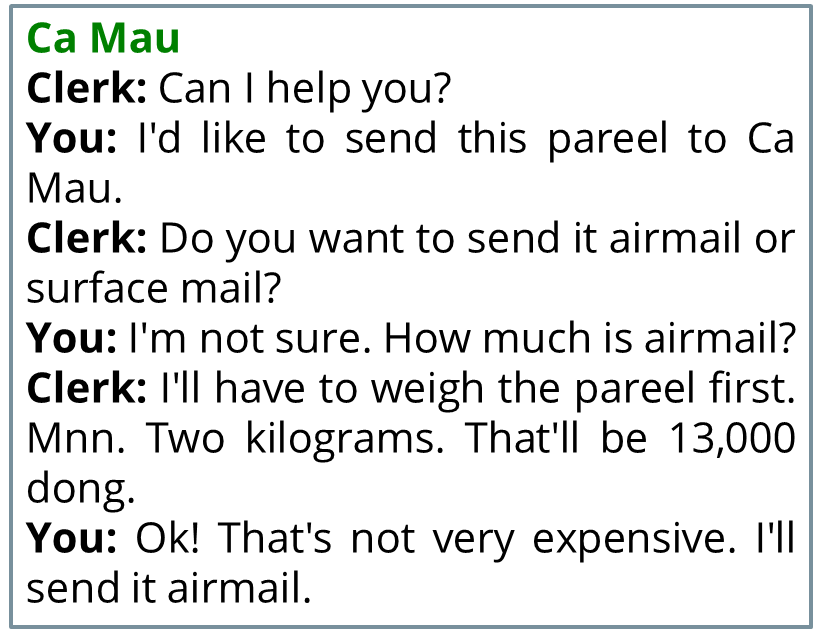 Ca Mau
Clerk: Can I help you?
You: I'd like to send this pareel to Ca
Mau.
Clerk: Do you want to send it airmail or
surface mail?
You: I'm not sure. How much is airmail?
Clerk: I'll have to weigh the pareel first.
Mnn. Two kilograms. That'll be 13,000
dong.
You: Ok! That's not very expensive. I'll
send it airmail.